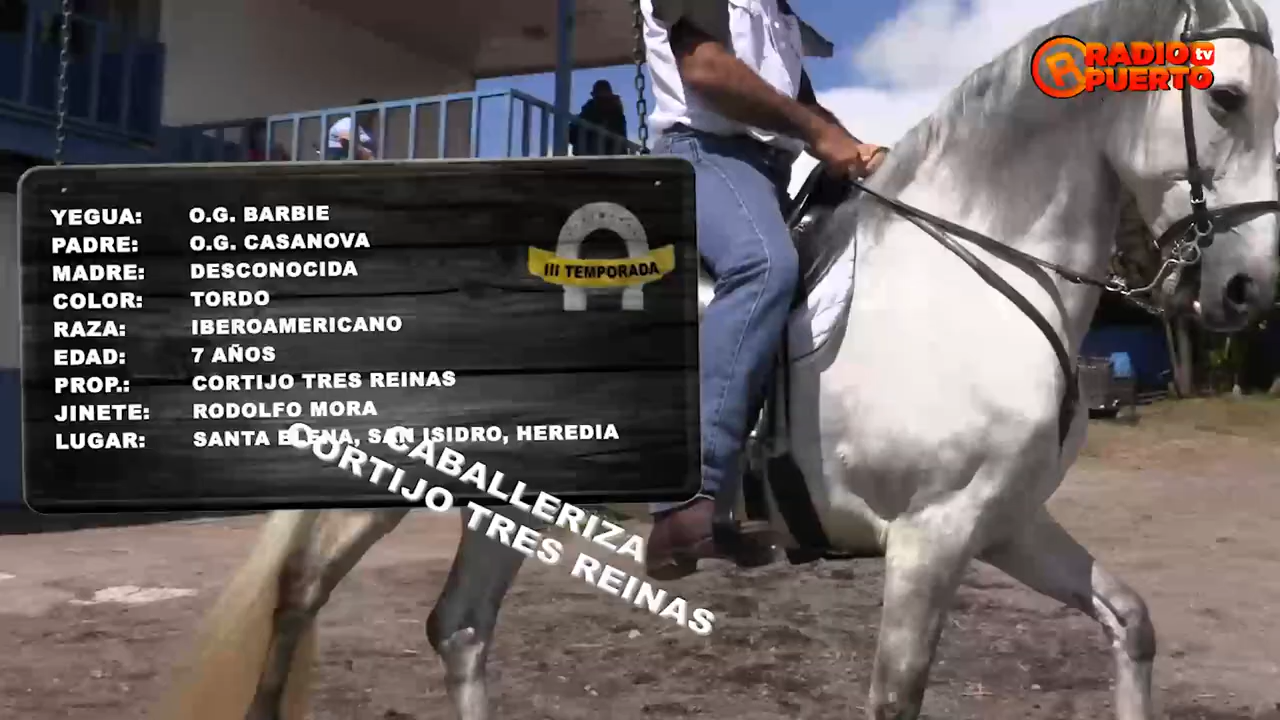 RADIO tv
PUERTO
YEGUA: O.G. BARBIE
PADRE: O.G. CASANOVA
MADRE: DESCONOCIDA
COLOR: TORDO
RAZA: IBEROAMERICANO
EDAD: 7 AÑOS
PROP.: CORTIJO TRES REINAS
JINETE: RODOLFO MORA
LUGAR: SANTA ELENA, SAN ISIDRO, HEREDIA
III TEMPORADA
CABALLERIZA
CORTIJO TRES REINAS